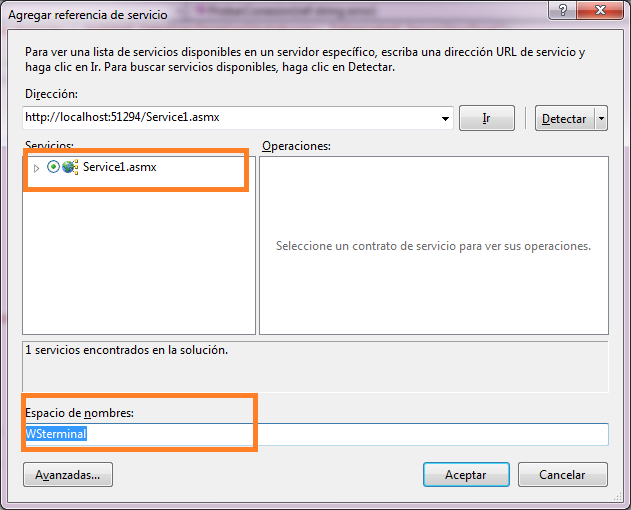 Agregar referencia de servicio
Para ver una lista de servicios disponibles en un servidor específico, escriba una dirección URL de servicio y
haga clic en Ir. Para buscar servicios disponibles, haga clic en Detectar.
Dirección:
http://localhost:51294/Service1.asmx
Ir
Detectar
Servicios:
Operaciones:
Service1.asmx
Seleccione un contrato de servicio para ver sus operaciones.
1 servicios encontrados en la solución.
Espacio de nombres:
WSterminal
Avanzadas...
Aceptar
Cancelar